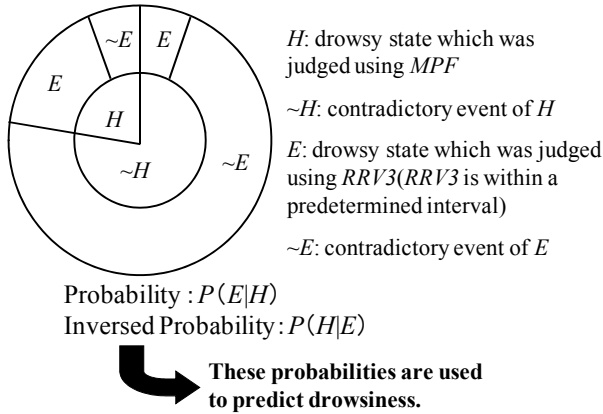 ~E
E
E
H
~H
~E
H: drowsy state which was
judged using MPF
~H: contradictory event of H
E: drowsy state which was judged
using RRV3(RRV3 is within a
predetermined interval)
~E: contradictory event of E
Probability : P(E|H)
Inversed Probability : P(H|E)
These probabilities are used
to predict drowsiness.